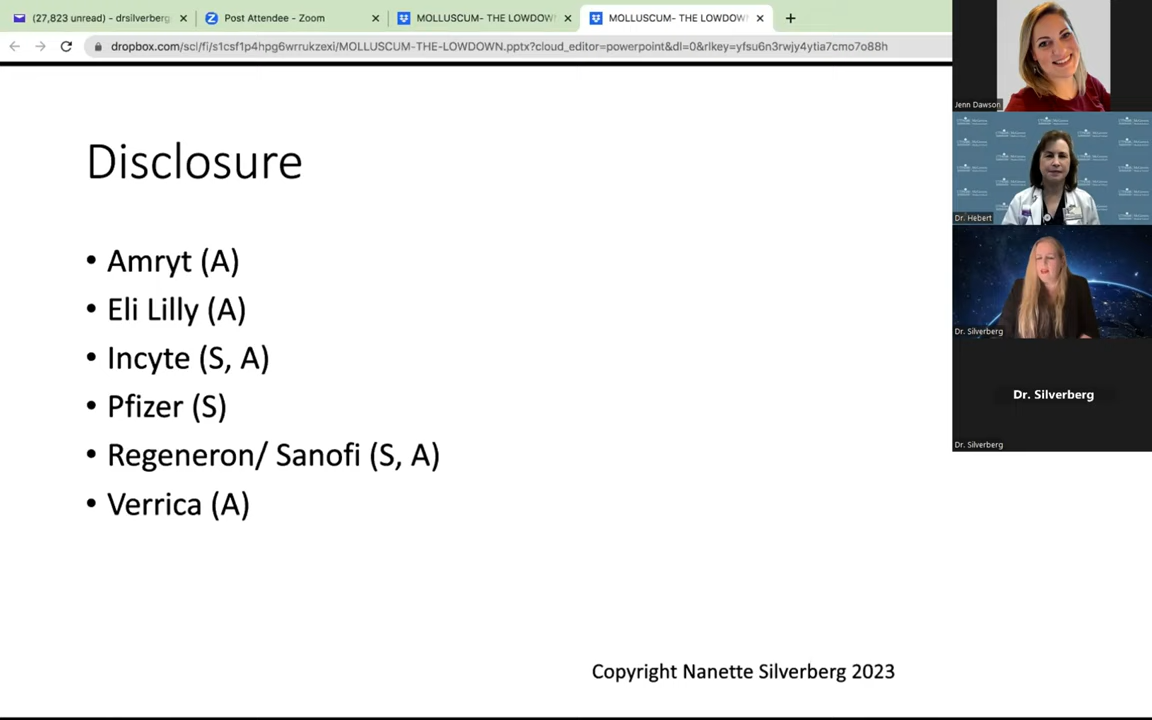 (27,823 unread) - drsilverberg
Post Attendee - Zoom
MOLLUSCUM- THE LOWDOW
MOLLUSCUM- THE LOWDOW
dropbox.com/scl/fi/s1csf1p4hpg6wrrukzexi/MOLLUSCUM-THE-LOWDOWN.pptx?cloud_editor=powerpoint&dl=0&rlkey=yfsu6n3rwjy4ytia7cmo7o88h
Disclosure
• Amryt (A)
• Eli Lilly (A)
• Incyte (S, A)
• Pfizer (S)
• Regeneron/ Sanofi (S, A)
• Verrica (A)
Copyright Nanette Silverberg 2023
Jenn Dawson
Dr. Hebert
Dr. Silverberg
Dr. Silverberg
Dr. Silverberg